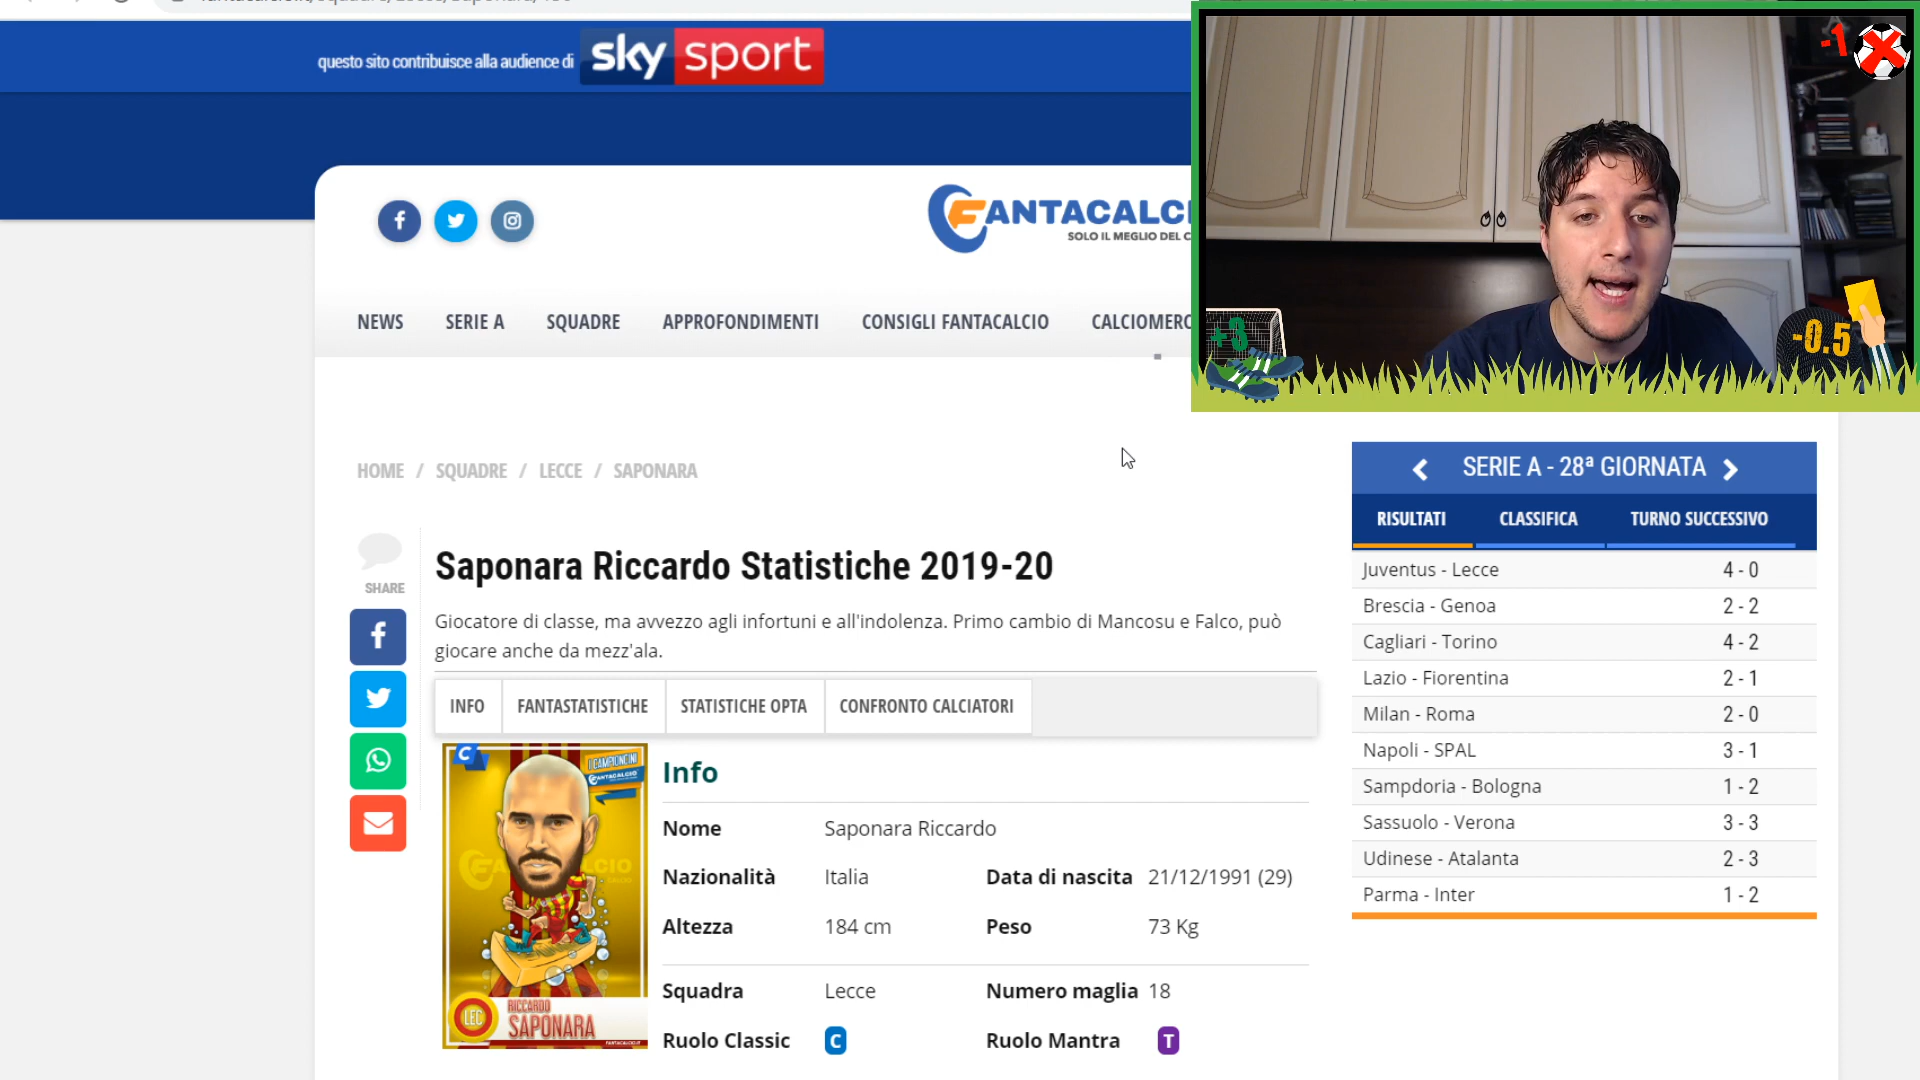 questo sito contribuisce alla audience di sky sport
FANTACALCIO
SOLO IL MEGLIO DEL C
NEWS SERIE A SQUADRE APPROFONDIMENTI CONSIGLI FANTACALCIO CALCIOMERC
-1
+3
-0.5
HOME / SQUADRE / LECCE / SAPONARA
SHARE
Saponara Riccardo Statistiche 2019-20
Giocatore di classe, ma avvezzo agli infortuni e all'indolenza. Primo cambio di Mancosu e Falco, può
giocare anche da mezz'ala.
INFO FANTASTATISTICHE STATISTICHE OPTA CONFRONTO CALCIATORI
C
I CAMPIONCINI
FANTACALCIO
LEC
RICCARDO
SAPONARA
FANTACALCIO.IT
Info
Nome Saponara Riccardo
Nazionalità Italia Data di nascita 21/12/1991 (29)
Altezza 184 cm Peso 73 Kg
Squadra Lecce Numero maglia 18
Ruolo Classic C Ruolo Mantra T
SERIE A - 28ª GIORNATA
RISULTATI CLASSIFICA TURNO SUCCESSIVO
Juventus - Lecce 4 - 0
Brescia - Genoa 2 - 2
Cagliari - Torino 4 - 2
Lazio - Fiorentina 2 - 1
Milan - Roma 2 - 0
Napoli - SPAL 3 - 1
Sampdoria - Bologna 1 - 2
Sassuolo - Verona 3 - 3
Udinese - Atalanta 2 - 3
Parma - Inter 1 - 2